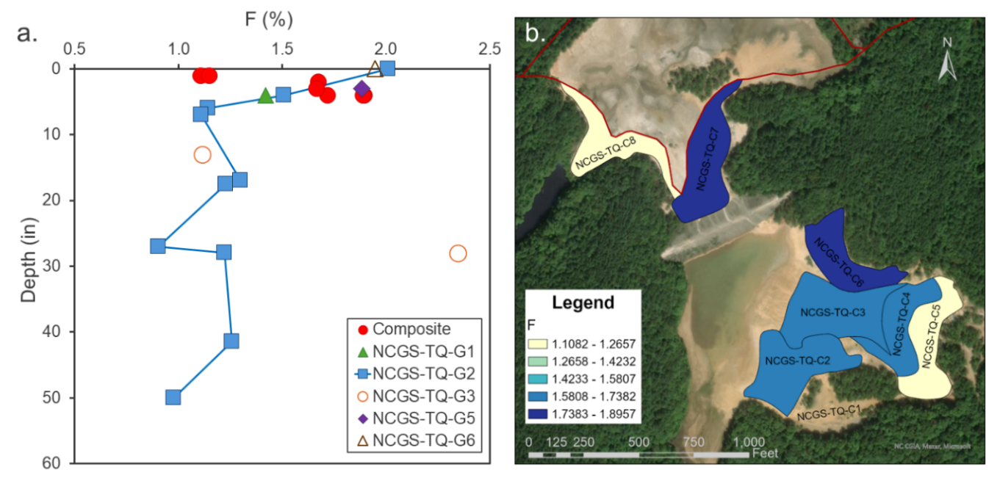 a.
F (%)
0.5 1.0 1.5 2.0 2.5
0
10
20
30
40
50
60
Depth (in)
Composite
NCGS-TQ-G1
NCGS-TQ-G2
NCGS-TQ-G3
NCGS-TQ-G5
NCGS-TQ-G6
b.
N
NCGS-TQ-C8
NCGS-TQ-C7
NCGS-TQ-C6
NCGS-TQ-C3
NCGS-TQ-C4
NCGS-TQ-C5
NCGS-TQ-C2
NCGS-TQ-C1
Legend
F
1.1082 - 1.2657
1.2658 - 1.4232
1.4233 - 1.5807
1.5808 - 1.7382
1.7383 - 1.8957
0 125 250 500 750 1,000
Feet
NC CGIA, Maxar, Microsoft